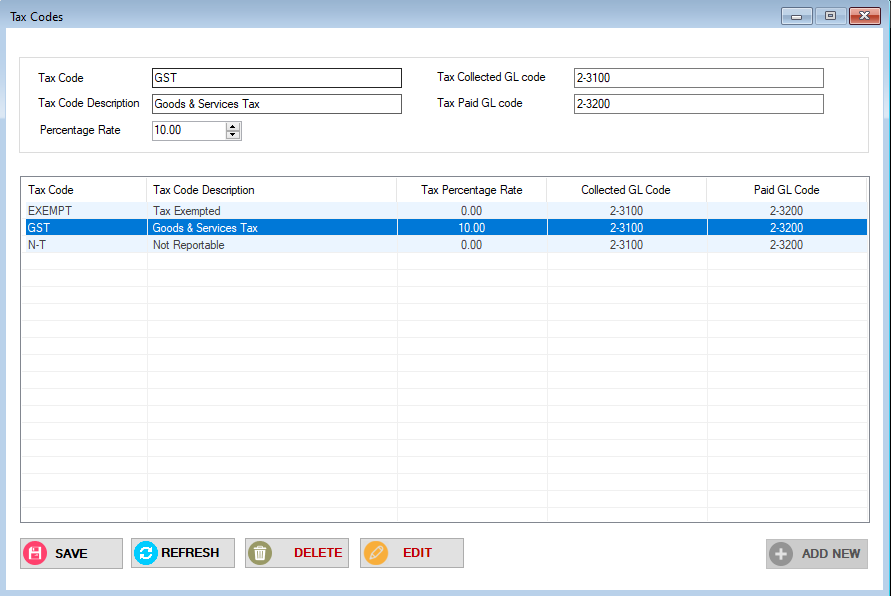 Tax Codes
Tax Code GST Tax Collected GL code 2-3100
Tax Code Description Goods & Services Tax Tax Paid GL code 2-3200
Percentage Rate 10.00
Tax Code Tax Code Description Tax Percentage Rate Collected GL Code Paid GL Code
EXEMPT Tax Exempted 0.00 2-3100 2-3200
GST Goods & Services Tax 10.00 2-3100 2-3200
N-T Not Reportable 0.00 2-3100 2-3200
SAVE REFRESH DELETE EDIT ADD NEW